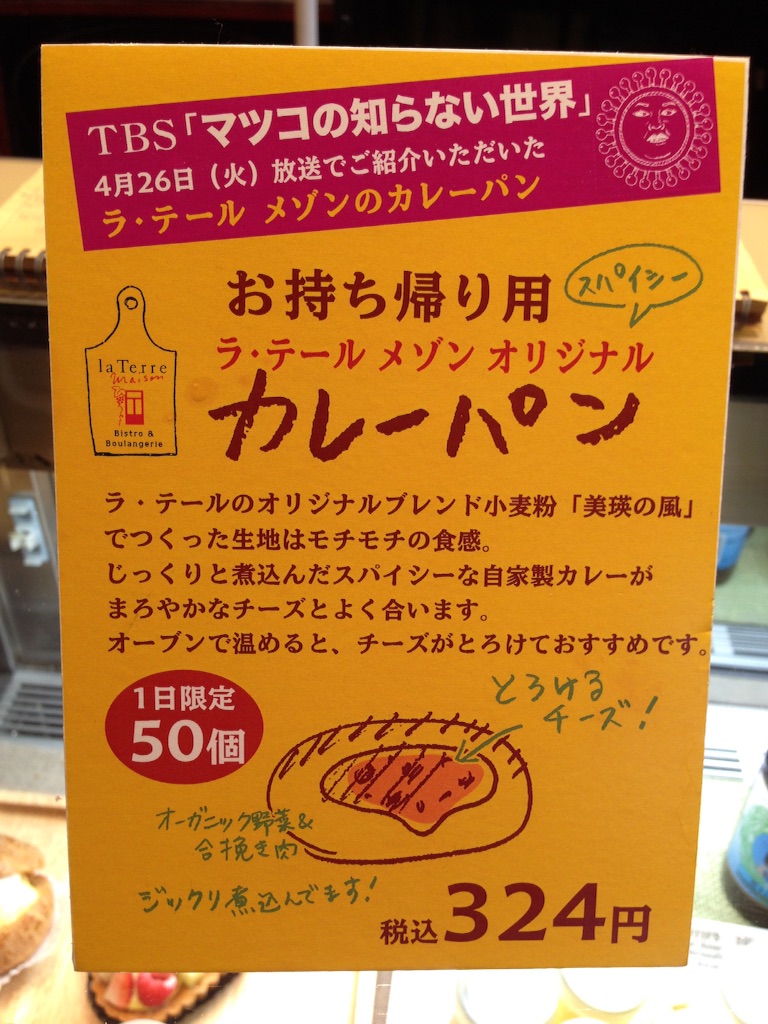 TBS「マツコの知らない世界」
4月26日（火）放送でご紹介いただいた
ラ・テール メゾンのカレーパン
お持ち帰り用
スパイシー
ラ・テール メゾン オリジナル
カレーパン
la Terre
maison
Bistro &
Boulangerie
ラ・テールのオリジナルブレンド小麦粉「美瑛の風」
でつくった生地はモチモチの食感。
じっくりと煮込んだスパイシーな自家製カレーが
まろやかなチーズとよく合います。
オーブンで温めると、チーズがとろけておすすめです。
1日限定
50個
とろける
チーズ!
オーガニック野菜&
合挽き肉
ジックリ煮込んでます!
税込324円